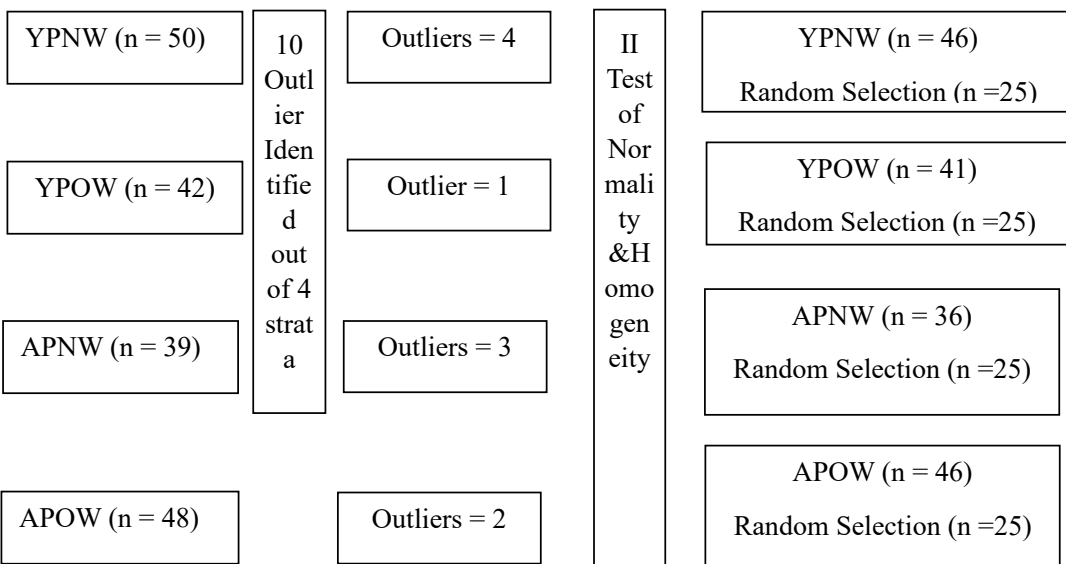 YPNW (n = 50)
YPOW (n = 42)
APNW (n = 39)
APOW (n = 48)
10
Outl
ier
Iden
tifie
d
out
of 4
strat
a
Outliers = 4
Outlier = 1
Outliers = 3
Outliers = 2
II
Test
of
Nor
mali
ty
&H
omo
gen
eity
YPNW (n = 46)
Random Selection (n =25)
YPOW (n = 41)
Random Selection (n =25)
APNW (n = 36)
Random Selection (n =25)
APOW (n = 46)
Random Selection (n =25)